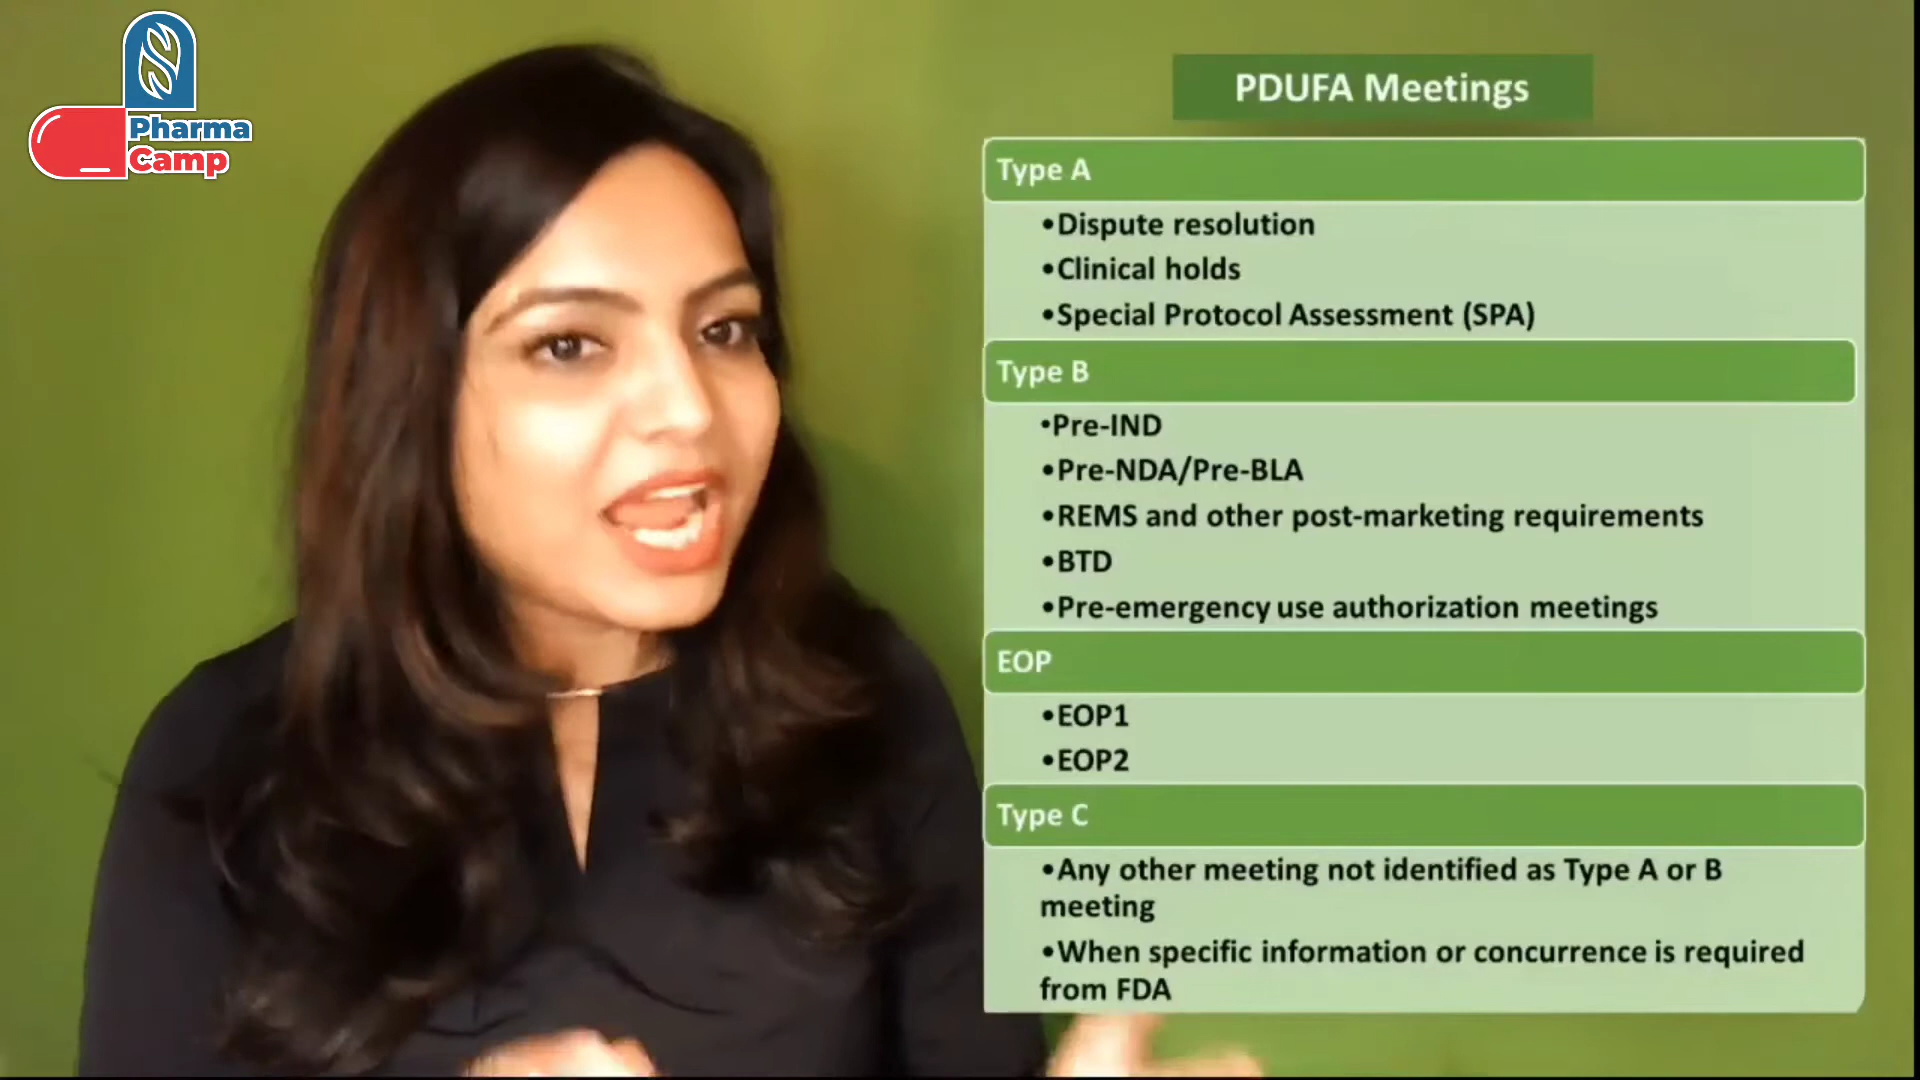 Pharma
Camp
PDUFA Meetings
Type A
•Dispute resolution
•Clinical holds
•Special Protocol Assessment (SPA)
Type B
•Pre-IND
•Pre-NDA/Pre-BLA
•REMS and other post-marketing requirements
•BTD
•Pre-emergency use authorization meetings
EOP
•EOP1
•EOP2
Type C
•Any other meeting not identified as Type A or B
meeting
•When specific information or concurrence is required
from FDA